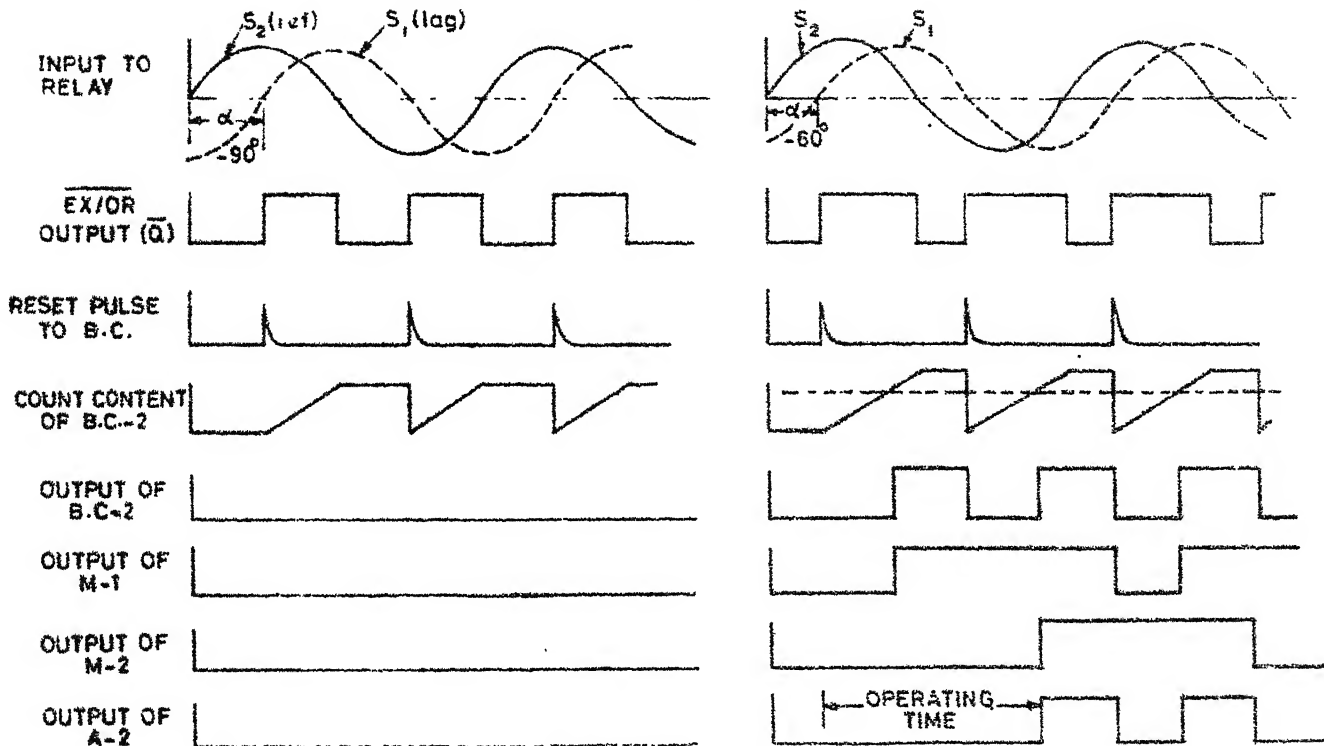 S₂(ref)
S₁(lag)
S₂
S₁
INPUT TO
RELAY
α
-90°
α
-60°
EX/OR
OUTPUT (Q̅)
RESET PULSE
TO B.C.
COUNT CONTENT
OF B.C.-2
OUTPUT OF
B.C-2
OUTPUT OF
M-1
OUTPUT OF
M-2
OPERATING
TIME
OUTPUT OF
A-2